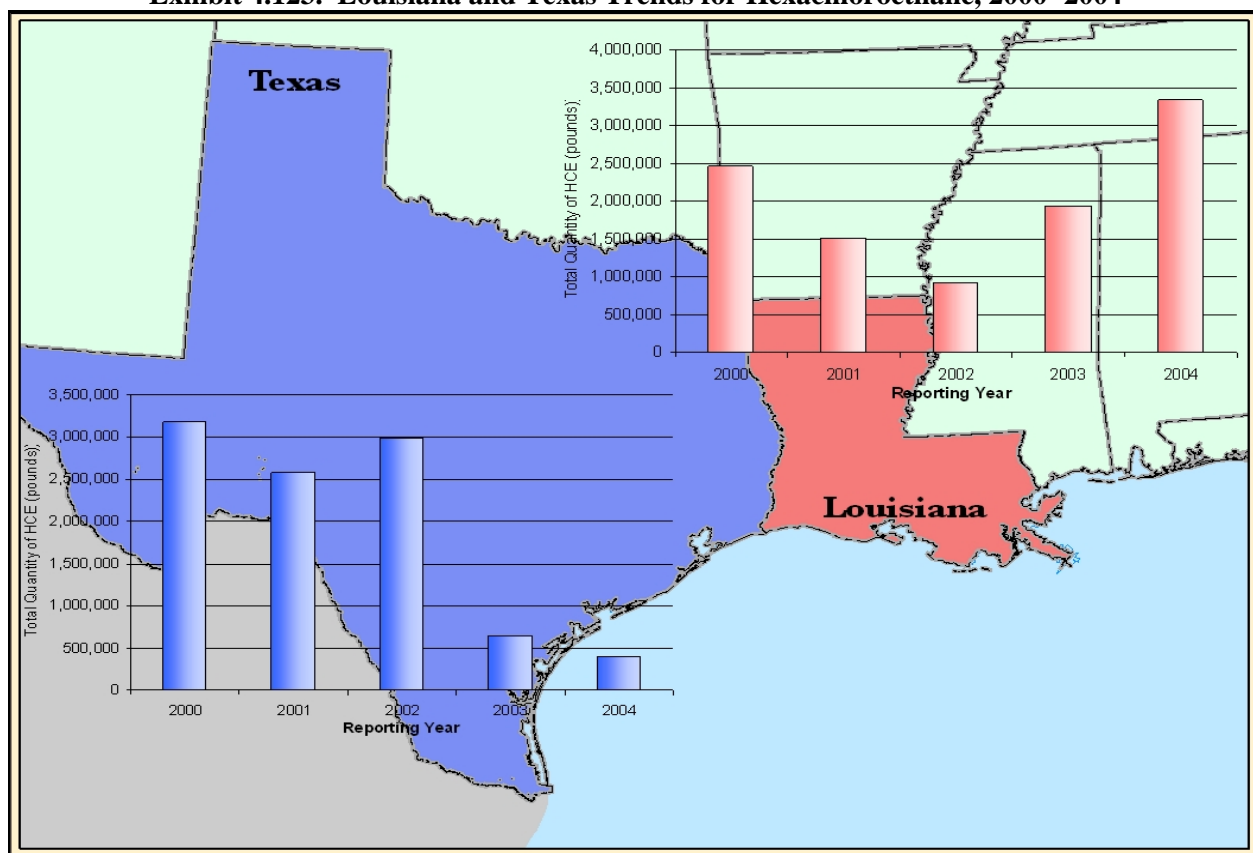 Exhibit 4.123. Louisiana and Texas Trends for Hexachloroethane, 2000–2004
Texas
Total Quantity of HCE (pounds)
4,000,000
3,500,000
3,000,000
2,500,000
2,000,000
1,500,000
1,000,000
500,000
0
2000 2001 2002 2003 2004
Reporting Year
Louisiana
Total Quantity of HCE (pounds)
3,500,000
3,000,000
2,500,000
2,000,000
1,500,000
1,000,000
500,000
0
2000 2001 2002 2003 2004
Reporting Year